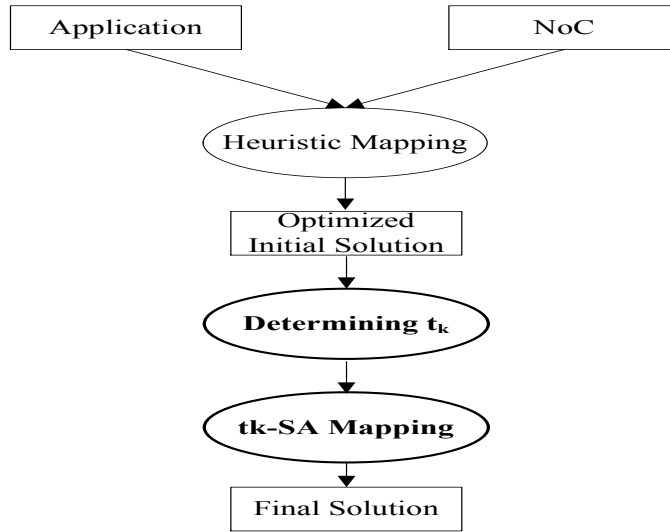 Application
NoC
Heuristic Mapping
Optimized
Initial Solution
Determining tₖ
tk-SA Mapping
Final Solution